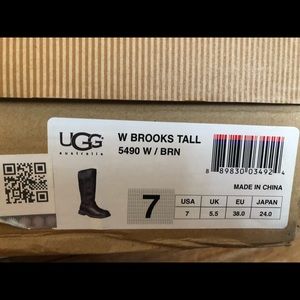 UGG
australia
W BROOKS TALL
5490 W / BRN
8 89830 03492 4
MADE IN CHINA
7
USA UK EU JAPAN
7 5.5 38.0 24.0